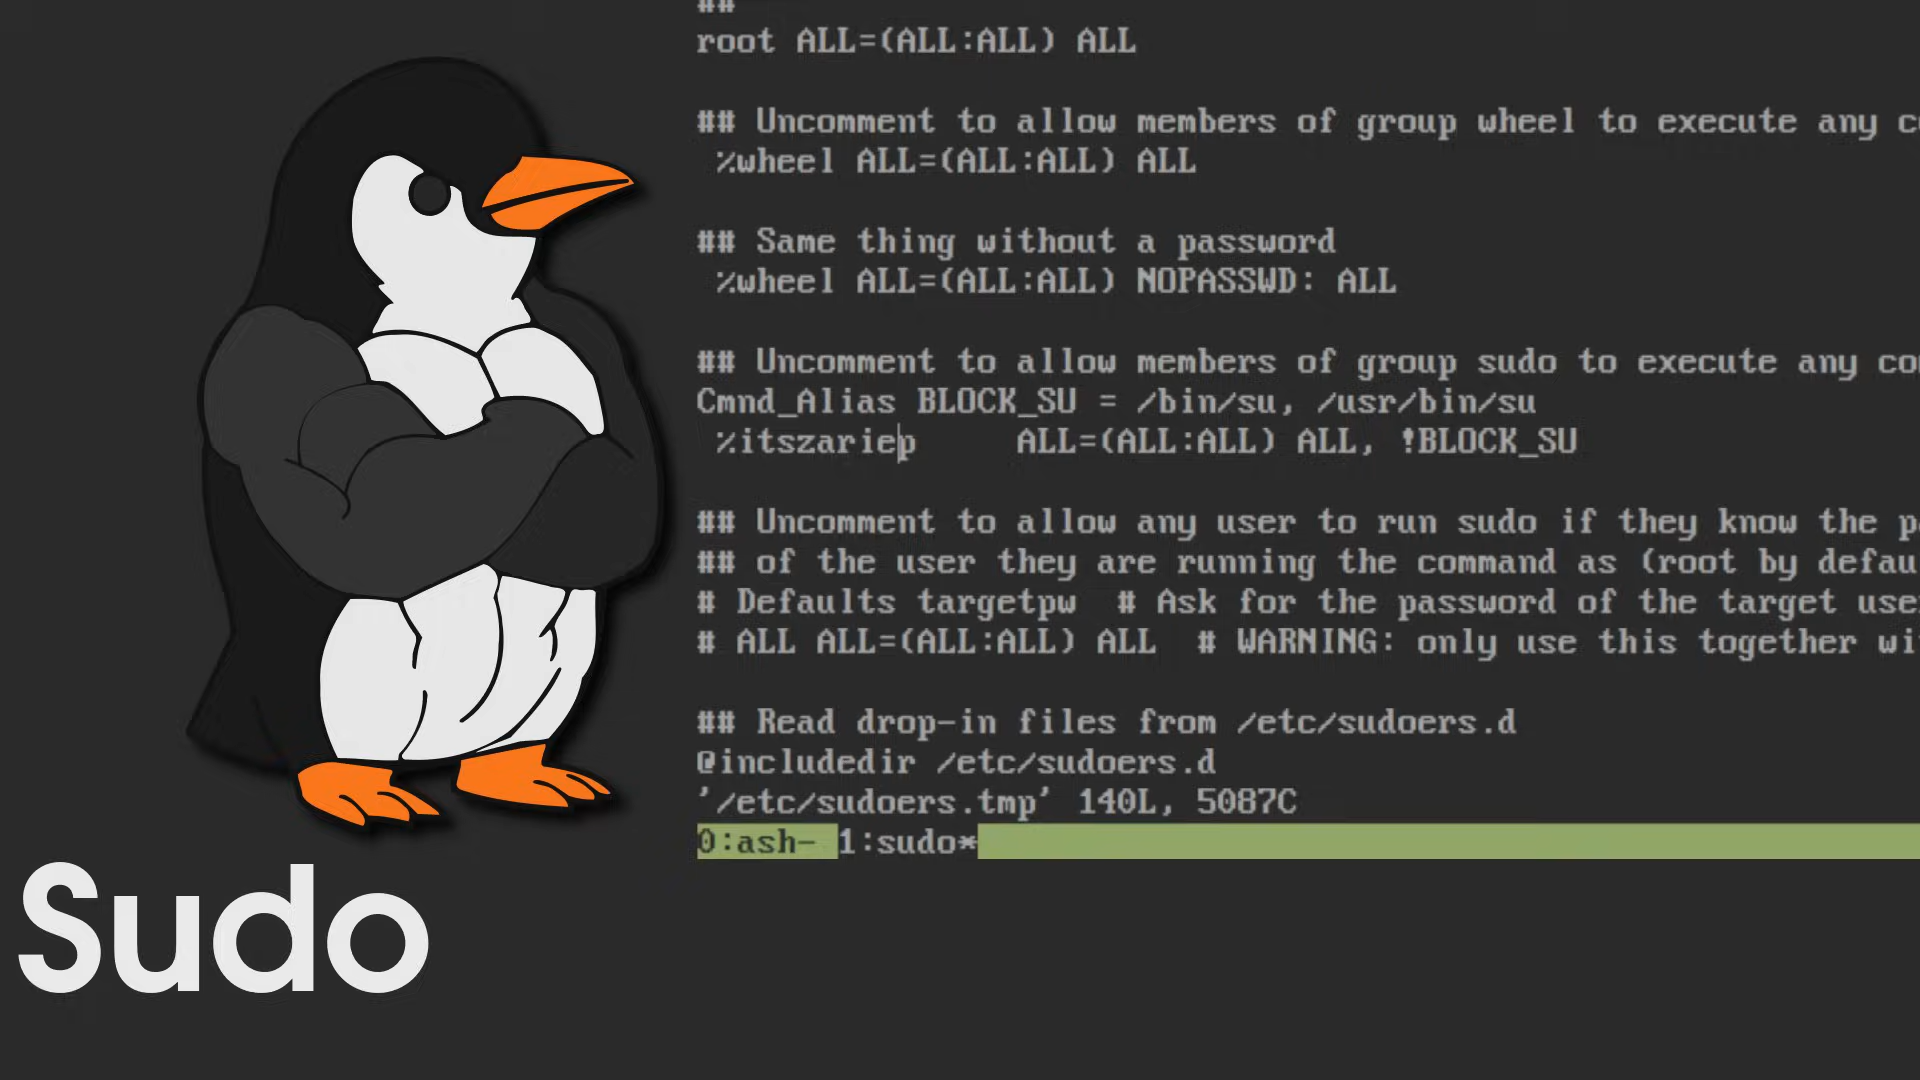 ##
root ALL=(ALL:ALL) ALL
## Uncomment to allow members of group wheel to execute any
%wheel ALL=(ALL:ALL) ALL
## Same thing without a password
%wheel ALL=(ALL:ALL) NOPASSWD: ALL
## Uncomment to allow members of group sudo to execute any
Cmnd_Alias BLOCK_SU = /bin/su, /usr/bin/su
%itszariep ALL=(ALL:ALL) ALL, !BLOCK_SU
## Uncomment to allow any user to run sudo if they know the
## of the user they are running the command as (root by
# Defaults targetpw # Ask for the password of the target
# ALL ALL=(ALL:ALL) ALL # WARNING: only use this together
## Read drop-in files from /etc/sudoers.d
@includedir /etc/sudoers.d
'/etc/sudoers.tmp' 140L, 5087C
0:ash- 1:sudo*
Sudo